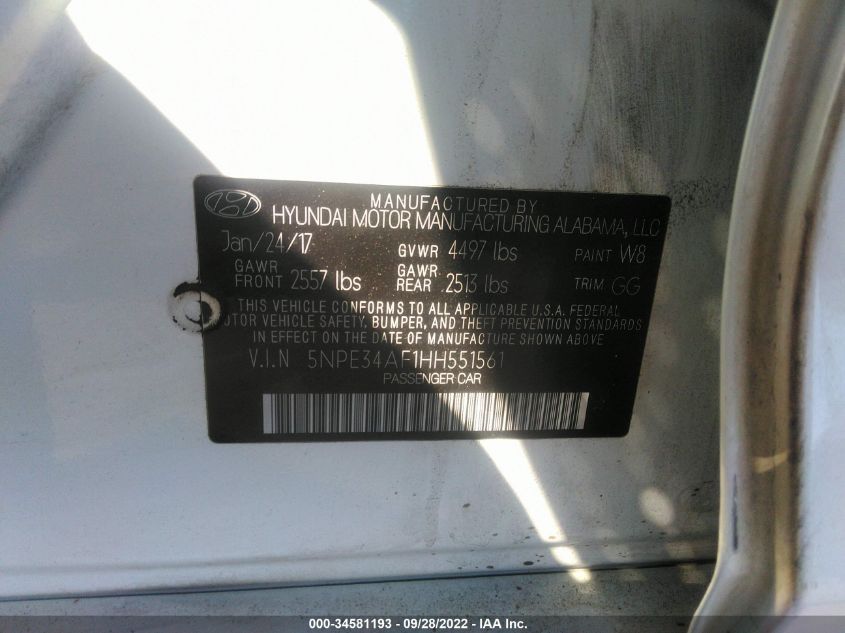 MANUFACTURED BY
HYUNDAI MOTOR MANUFACTURING ALABAMA, LLC
Jan/24/17 GVWR 4497 lbs PAINT W8
GAWR FRONT 2557 lbs GAWR REAR 2513 lbs TRIM GG
THIS VEHICLE CONFORMS TO ALL APPLICABLE U.S.A. FEDERAL
MOTOR VEHICLE SAFETY, BUMPER, AND THEFT PREVENTION STANDARDS
IN EFFECT ON THE DATE OF MANUFACTURE SHOWN ABOVE
V.I.N 5NPE34AF1HH551561
PASSENGER CAR
000-34581193 - 09/28/2022 - IAA Inc.